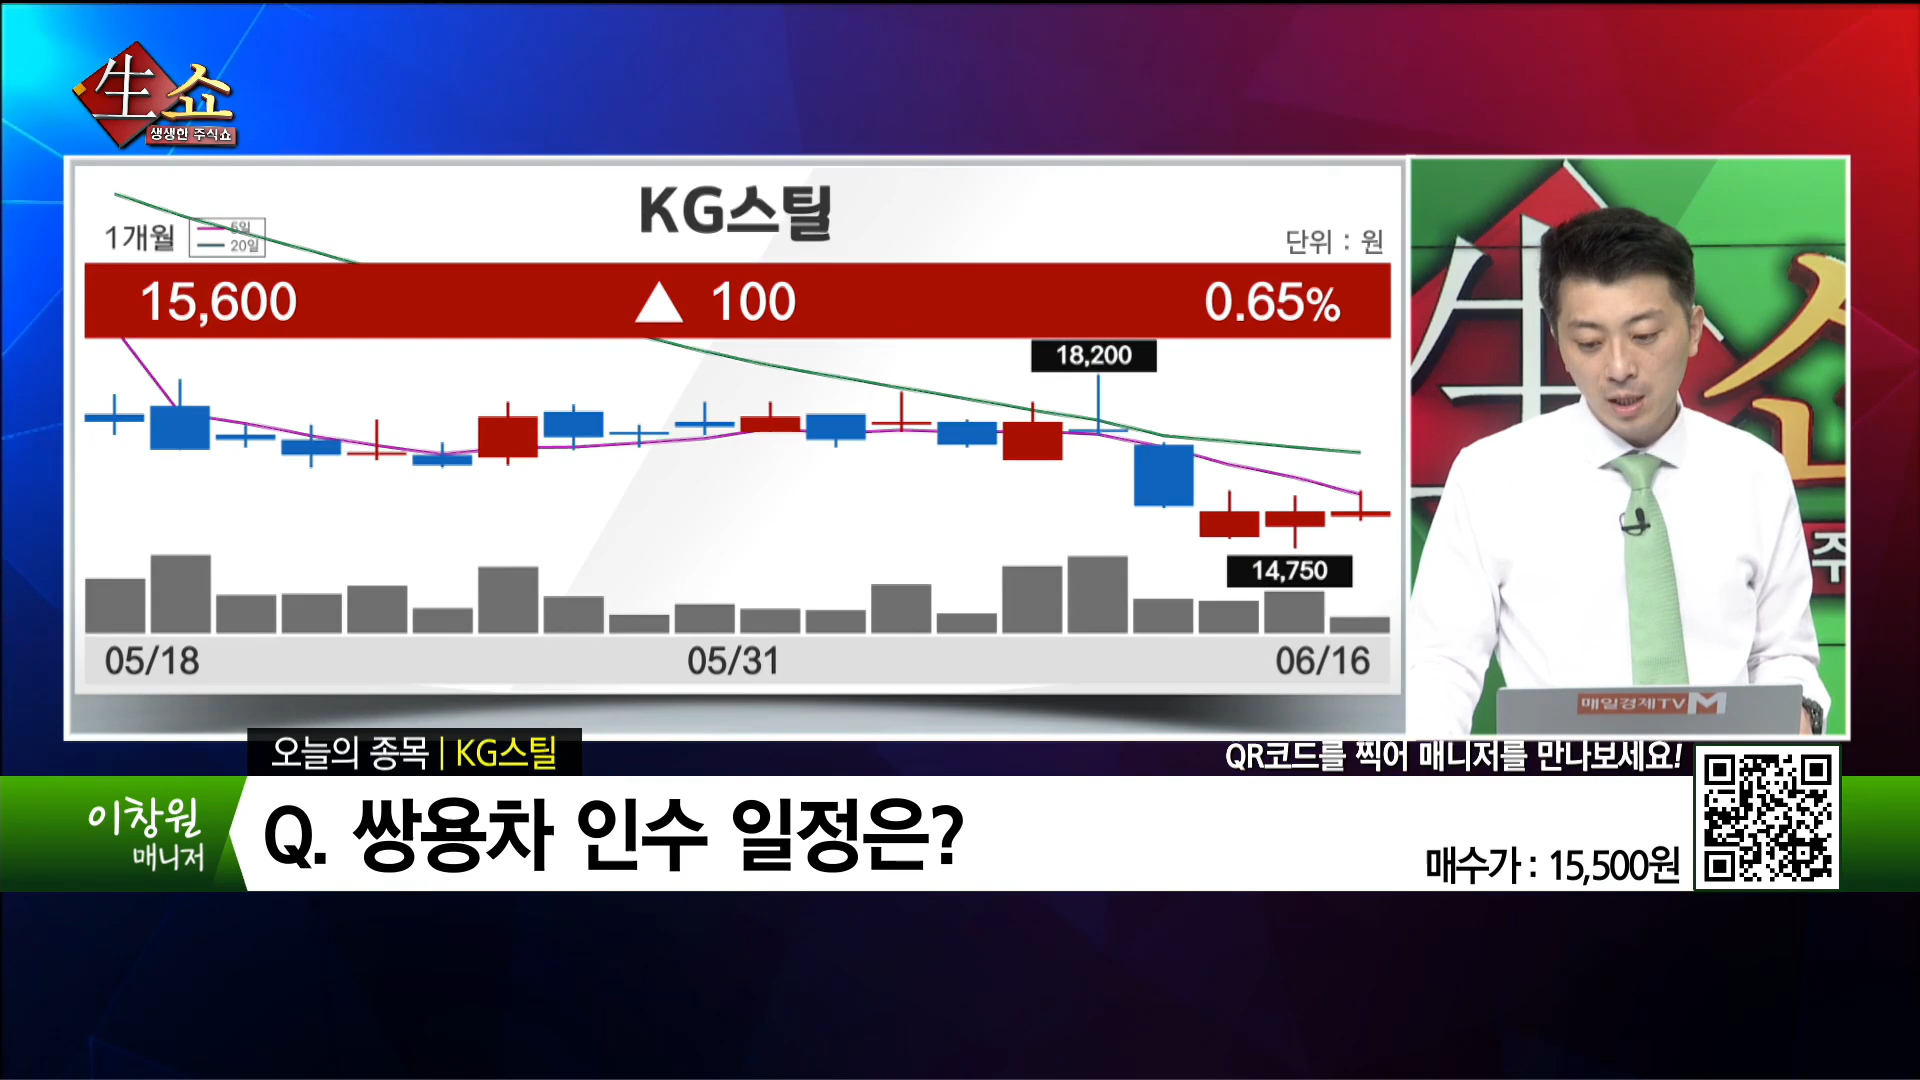 生쇼
생생한 주식쇼
KG스틸
1개월
5일
20일
단위 : 원
15,600 ▲ 100 0.65%
18,200
14,750
05/18 05/31 06/16
生쇼
주
매일경제TV M
오늘의 종목 | KG스틸
QR코드를 찍어 매니저를 만나보세요!
이창원
매니저
Q. 쌍용차 인수 일정은?
매수가 : 15,500원